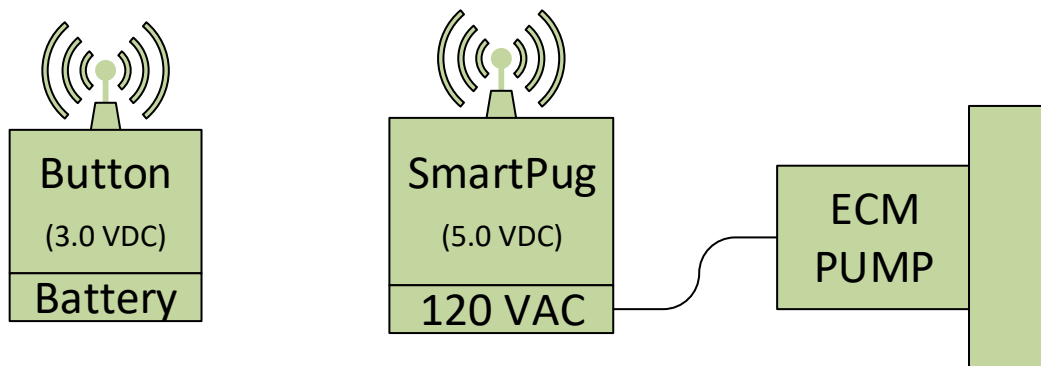 Button
(3.0 VDC)
Battery
SmartPug
(5.0 VDC)
120 VAC
ECM
PUMP